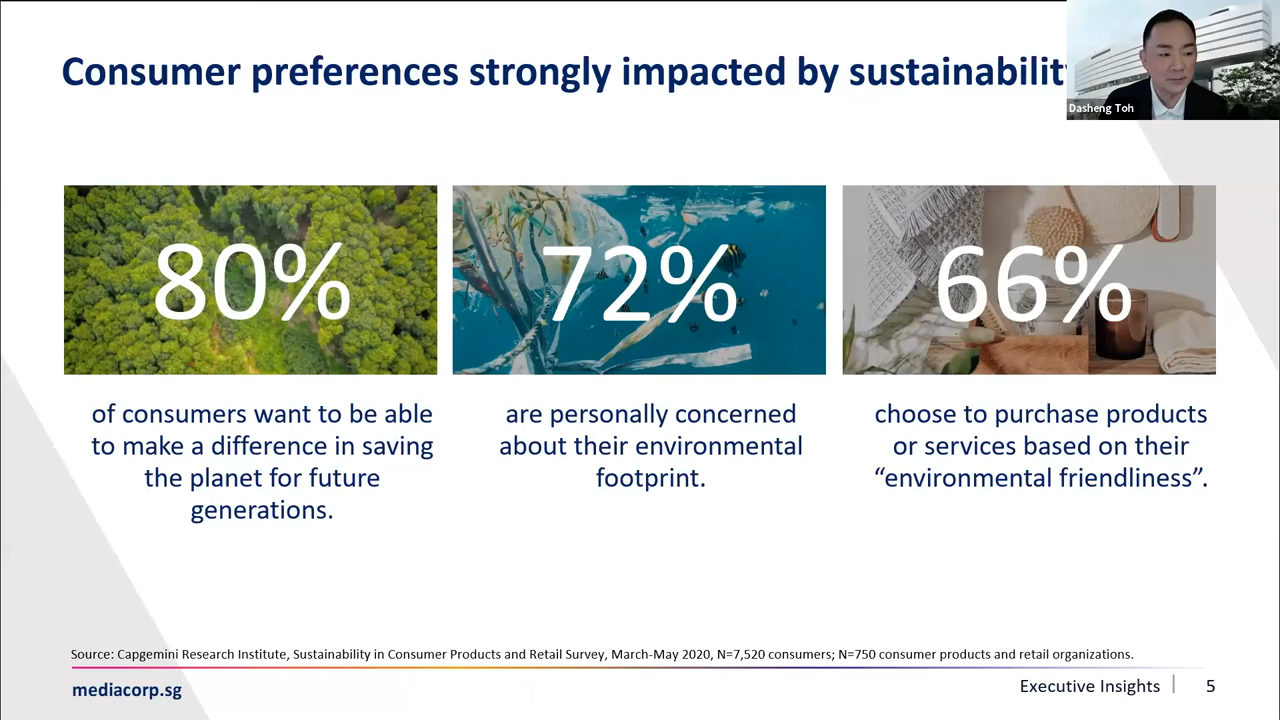 Consumer preferences strongly impacted by sustainability
Dasheng Toh
80%
72%
66%
of consumers want to be able
to make a difference in saving
the planet for future
generations.
are personally concerned
about their environmental
footprint.
choose to purchase products
or services based on their
“environmental friendliness”.
Source: Capgemini Research Institute, Sustainability in Consumer Products and Retail Survey, March-May 2020, N=7,520 consumers; N=750 consumer products and retail organizations.
mediacorp.sg
Executive Insights
5